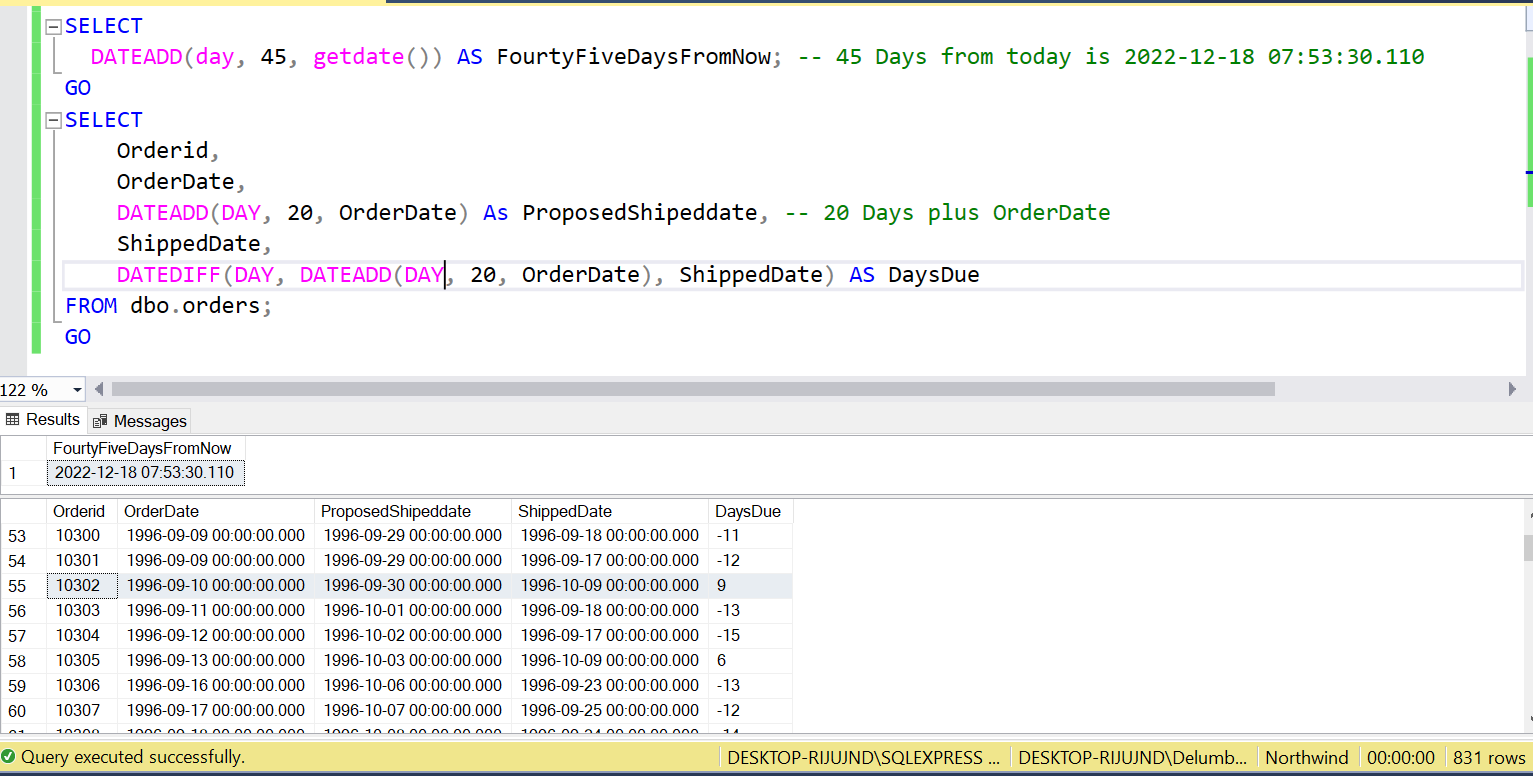 SELECT
DATEADD(day, 45, getdate()) AS FourtyFiveDaysFromNow; -- 45 Days from today is 2022-12-18 07:53:30.110
GO
SELECT
Orderid,
OrderDate,
DATEADD(DAY, 20, OrderDate) As ProposedShipeddate, -- 20 Days plus OrderDate
ShippedDate,
DATEDIFF(DAY, DATEADD(DAY, 20, OrderDate), ShippedDate) AS DaysDue
FROM dbo.orders;
GO
122 %
Results Messages
FourtyFiveDaysFromNow
1 2022-12-18 07:53:30.110
Orderid OrderDate ProposedShipeddate ShippedDate DaysDue
53 10300 1996-09-09 00:00:00.000 1996-09-29 00:00:00.000 1996-09-18 00:00:00.000 -11
54 10301 1996-09-09 00:00:00.000 1996-09-29 00:00:00.000 1996-09-17 00:00:00.000 -12
55 10302 1996-09-10 00:00:00.000 1996-09-30 00:00:00.000 1996-10-09 00:00:00.000 9
56 10303 1996-09-11 00:00:00.000 1996-10-01 00:00:00.000 1996-09-18 00:00:00.000 -13
57 10304 1996-09-12 00:00:00.000 1996-10-02 00:00:00.000 1996-09-17 00:00:00.000 -15
58 10305 1996-09-13 00:00:00.000 1996-10-03 00:00:00.000 1996-10-09 00:00:00.000 6
59 10306 1996-09-16 00:00:00.000 1996-10-06 00:00:00.000 1996-09-23 00:00:00.000 -13
60 10307 1996-09-17 00:00:00.000 1996-10-07 00:00:00.000 1996-09-25 00:00:00.000 -12
Query executed successfully. DESKTOP-RIJUJND\SQLEXPRESS ... DESKTOP-RIJUJND\Delumb... Northwind 00:00:00 831 rows